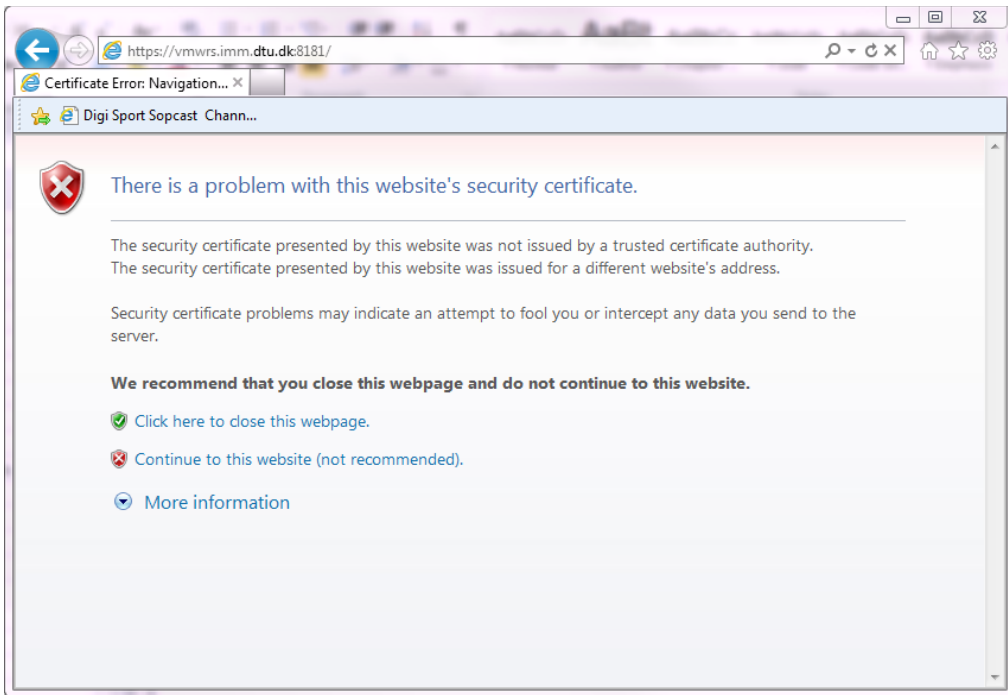 https://vmwrs.imm.dtu.dk:8181/
Certificate Error: Navigation...
Digi Sport Sopcast Chann...
There is a problem with this website's security certificate.
The security certificate presented by this website was not issued by a trusted certificate authority.
The security certificate presented by this website was issued for a different website's address.
Security certificate problems may indicate an attempt to fool you or intercept any data you send to the
server.
We recommend that you close this webpage and do not continue to this website.
Click here to close this webpage.
Continue to this website (not recommended).
More information